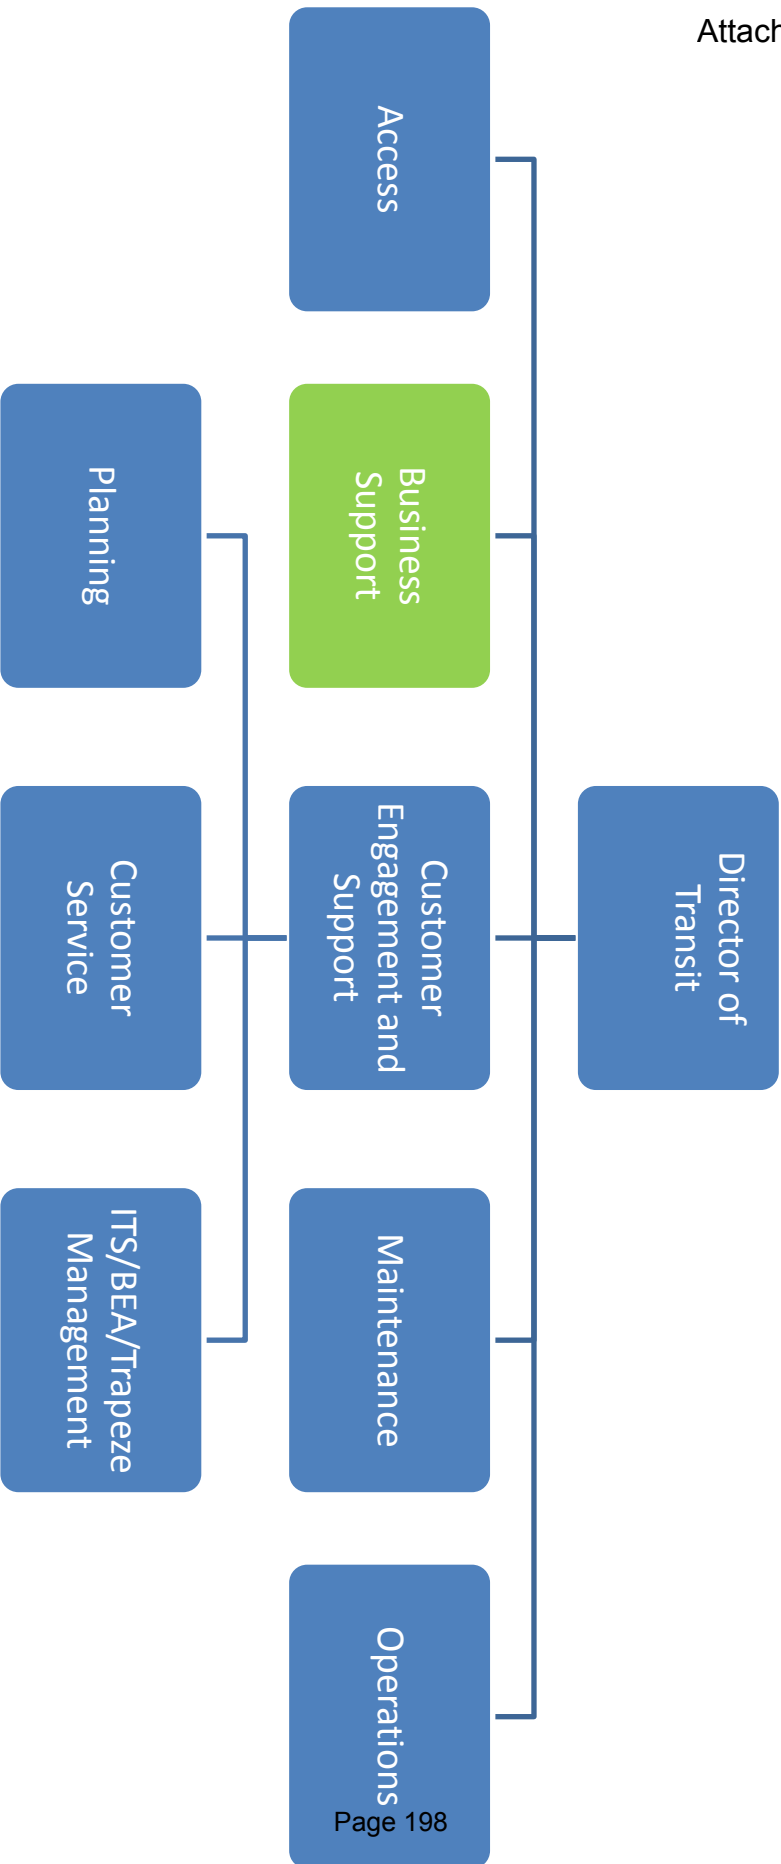 Attach
Director of
Transit
Access
Business
Support
Customer
Engagement and
Support
Maintenance
Operations
Planning
Customer
Service
ITS/BEA/Trapeze
Management
Page 198